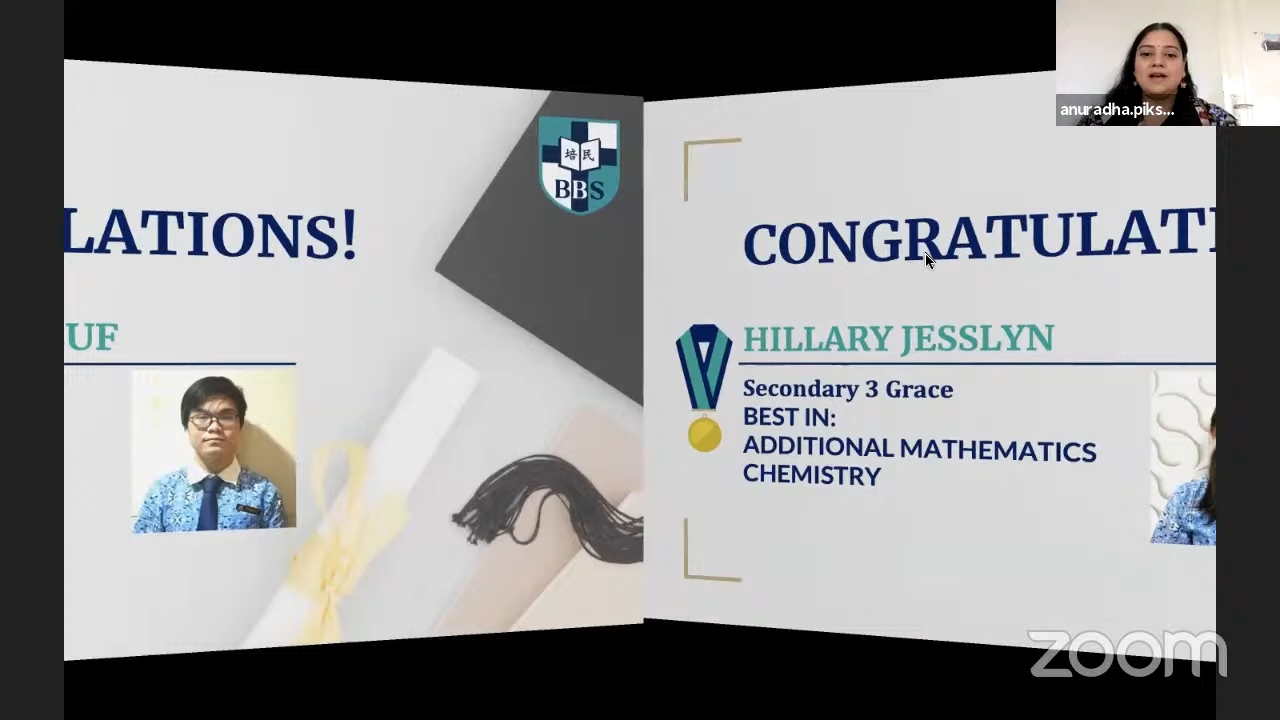 anuradha.piks...
培民
BBS
LATIONS!
UF
CONGRATULATI
HILLARY JESSLYN
Secondary 3 Grace
BEST IN:
ADDITIONAL MATHEMATICS
CHEMISTRY
zoom